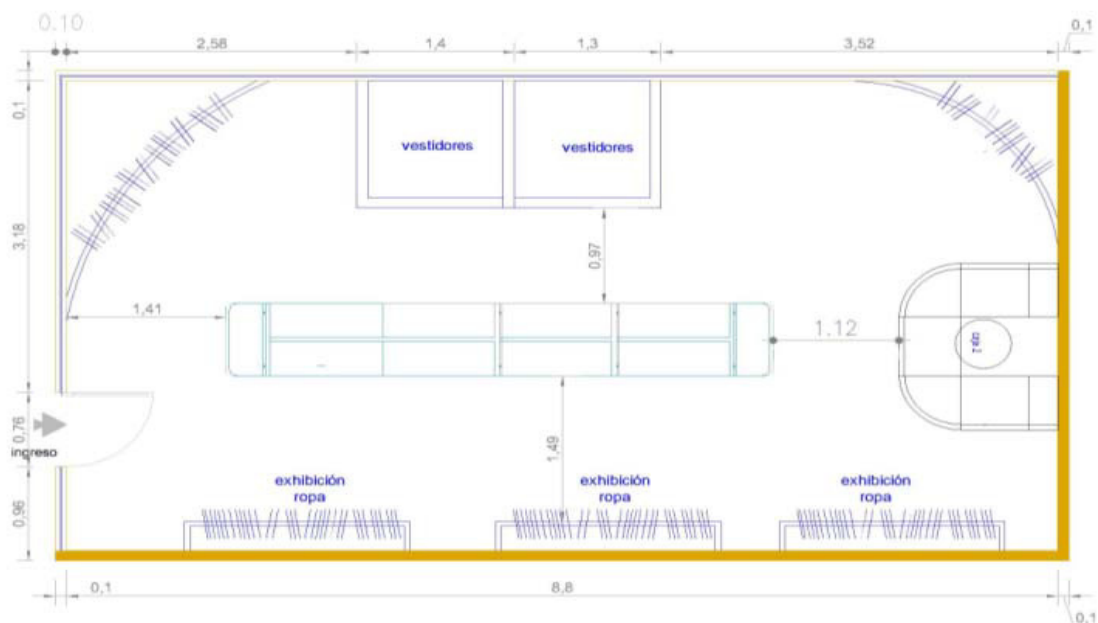 0.10
2,58
1,4
1,3
3,52
0,1
0,1
vestidores
vestidores
3,18
0,97
1,41
1.12
caja 2
0,76
ingreso
1,49
0,96
exhibición
ropa
exhibición
ropa
exhibición
ropa
0,1
8,8
0,1